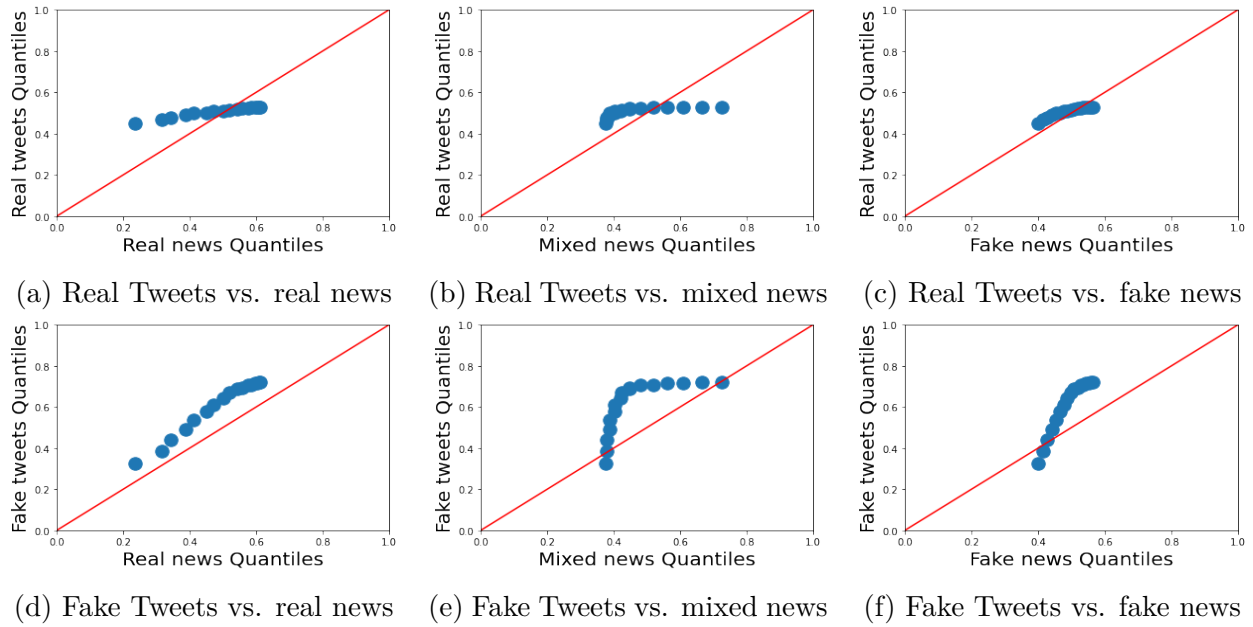 1.0 1.0 1.0
0.8 0.8 0.8
0.6 0.6 0.6
0.4 0.4 0.4
0.2 0.2 0.2
0.0 0.0 0.0
Real tweets Quantiles Real tweets Quantiles Real tweets Quantiles
0.0 0.2 0.4 0.6 0.8 1.0 0.0 0.2 0.4 0.6 0.8 1.0 0.0 0.2 0.4 0.6 0.8 1.0
Real news Quantiles Mixed news Quantiles Fake news Quantiles
(a) Real Tweets vs. real news (b) Real Tweets vs. mixed news (c) Real Tweets vs. fake news
1.0 1.0 1.0
0.8 0.8 0.8
0.6 0.6 0.6
0.4 0.4 0.4
0.2 0.2 0.2
0.0 0.0 0.0
Fake tweets Quantiles Fake tweets Quantiles Fake tweets Quantiles
0.0 0.2 0.4 0.6 0.8 1.0 0.0 0.2 0.4 0.6 0.8 1.0 0.0 0.2 0.4 0.6 0.8 1.0
Real news Quantiles Mixed news Quantiles Fake news Quantiles
(d) Fake Tweets vs. real news (e) Fake Tweets vs. mixed news (f) Fake Tweets vs. fake news